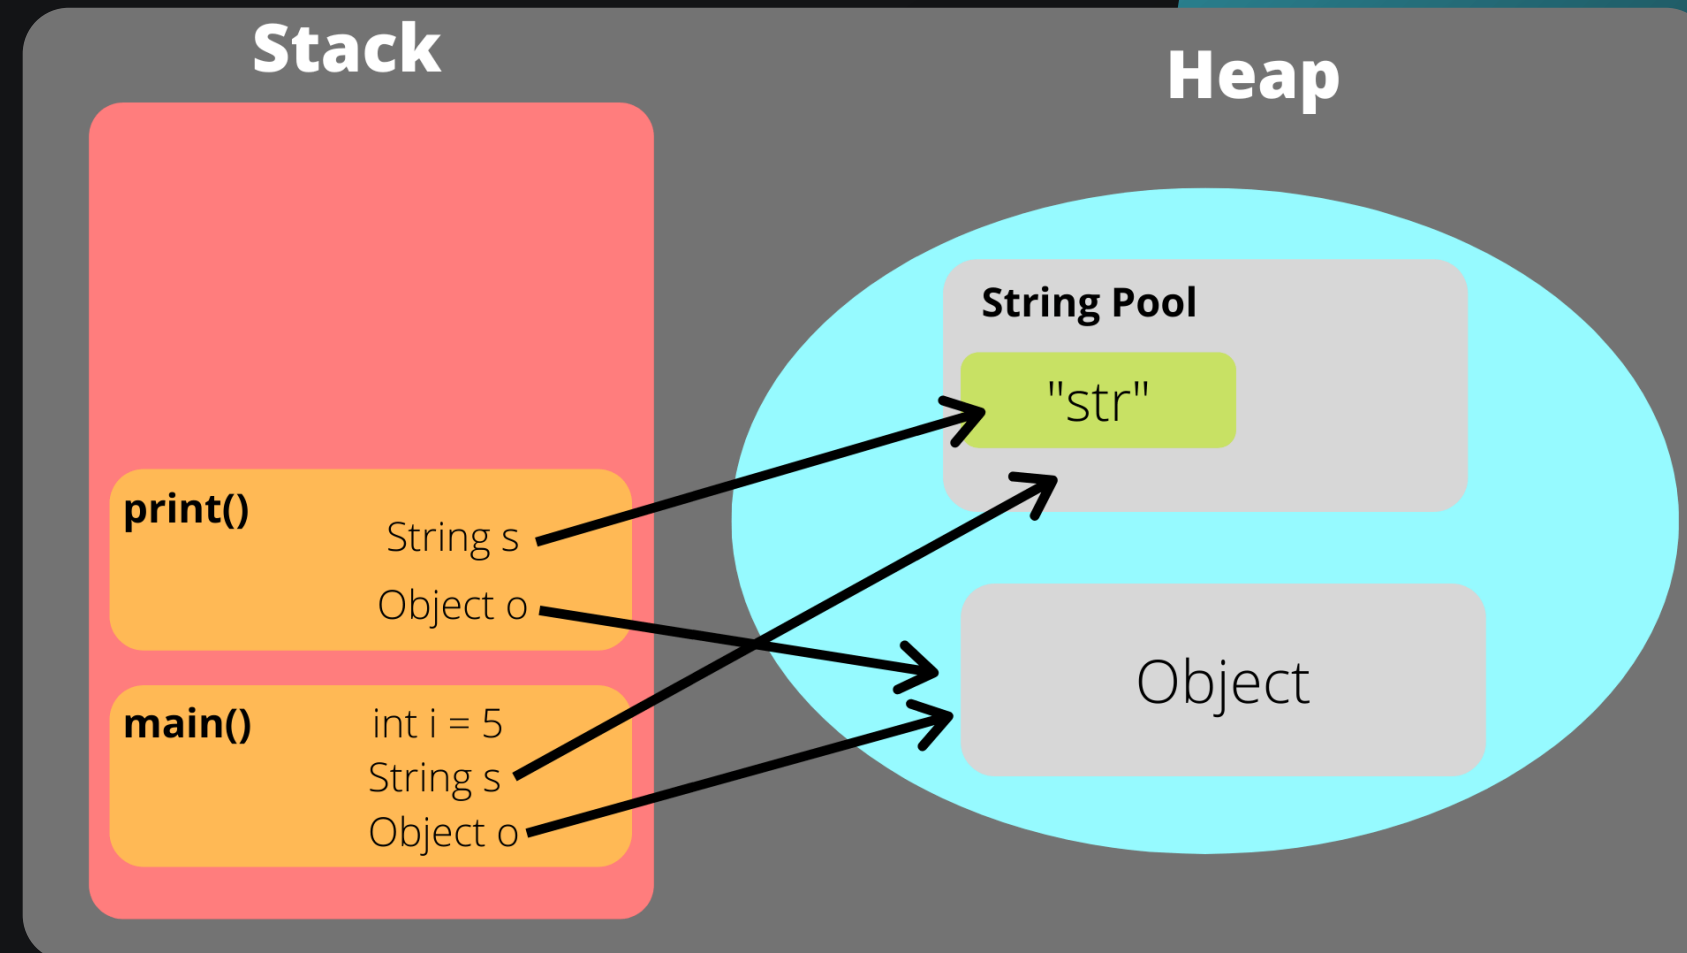 Stack
print()
String s
Object o
main()
int i = 5
String s
Object o
Heap
String Pool
"str"
Object